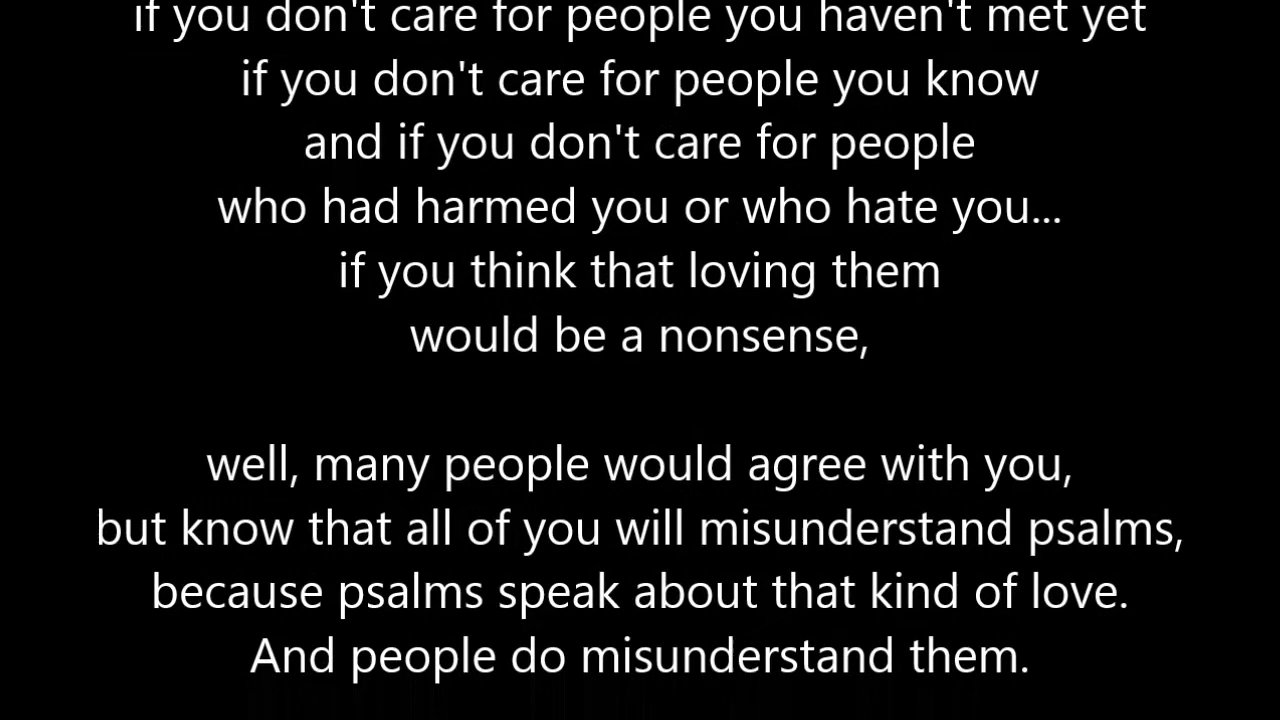 if you don't care for people you haven't met yet
if you don't care for people you know
and if you don't care for people
who had harmed you or who hate you...
if you think that loving them
would be a nonsense,
well, many people would agree with you,
but know that all of you will misunderstand psalms,
because psalms speak about that kind of love.
And people do misunderstand them.